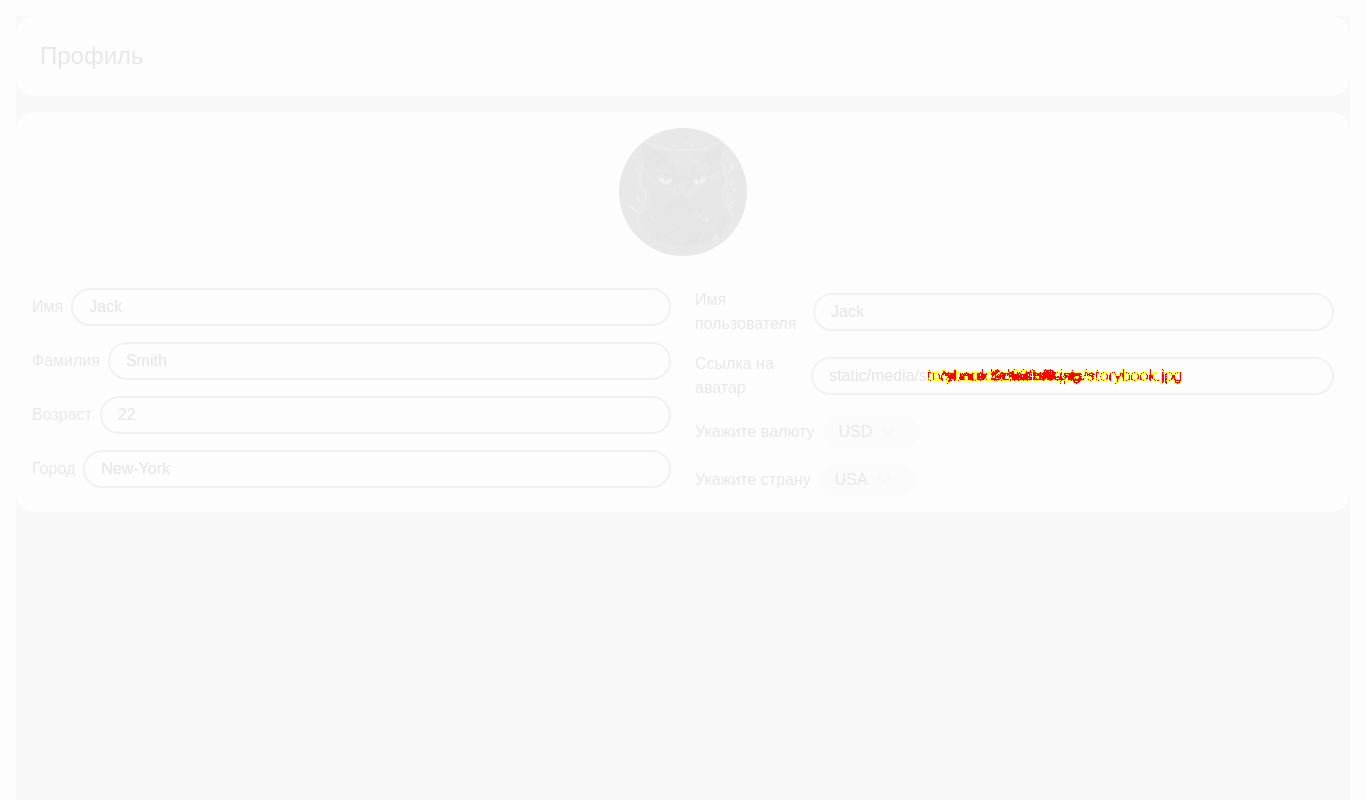 Профиль
Имя
Jack
Фамилия
Smith
Возраст
22
Город
New-York
Имя
пользователя
Jack
Ссылка на
аватар
static/media/s
/storybook.jpg
Укажите валюту
USD
Укажите страну
USA